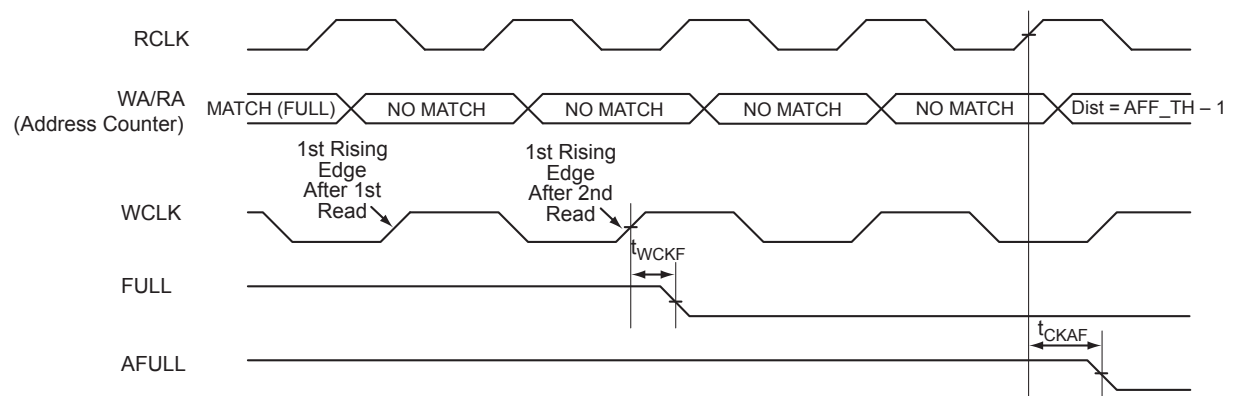 RCLK
WA/RA
(Address Counter)
MATCH (FULL)
NO MATCH
NO MATCH
NO MATCH
NO MATCH
Dist = AFF_TH – 1
1st Rising
Edge
After 1st
Read
1st Rising
Edge
After 2nd
Read
WCLK
tWCKF
FULL
tCKAF
AFULL